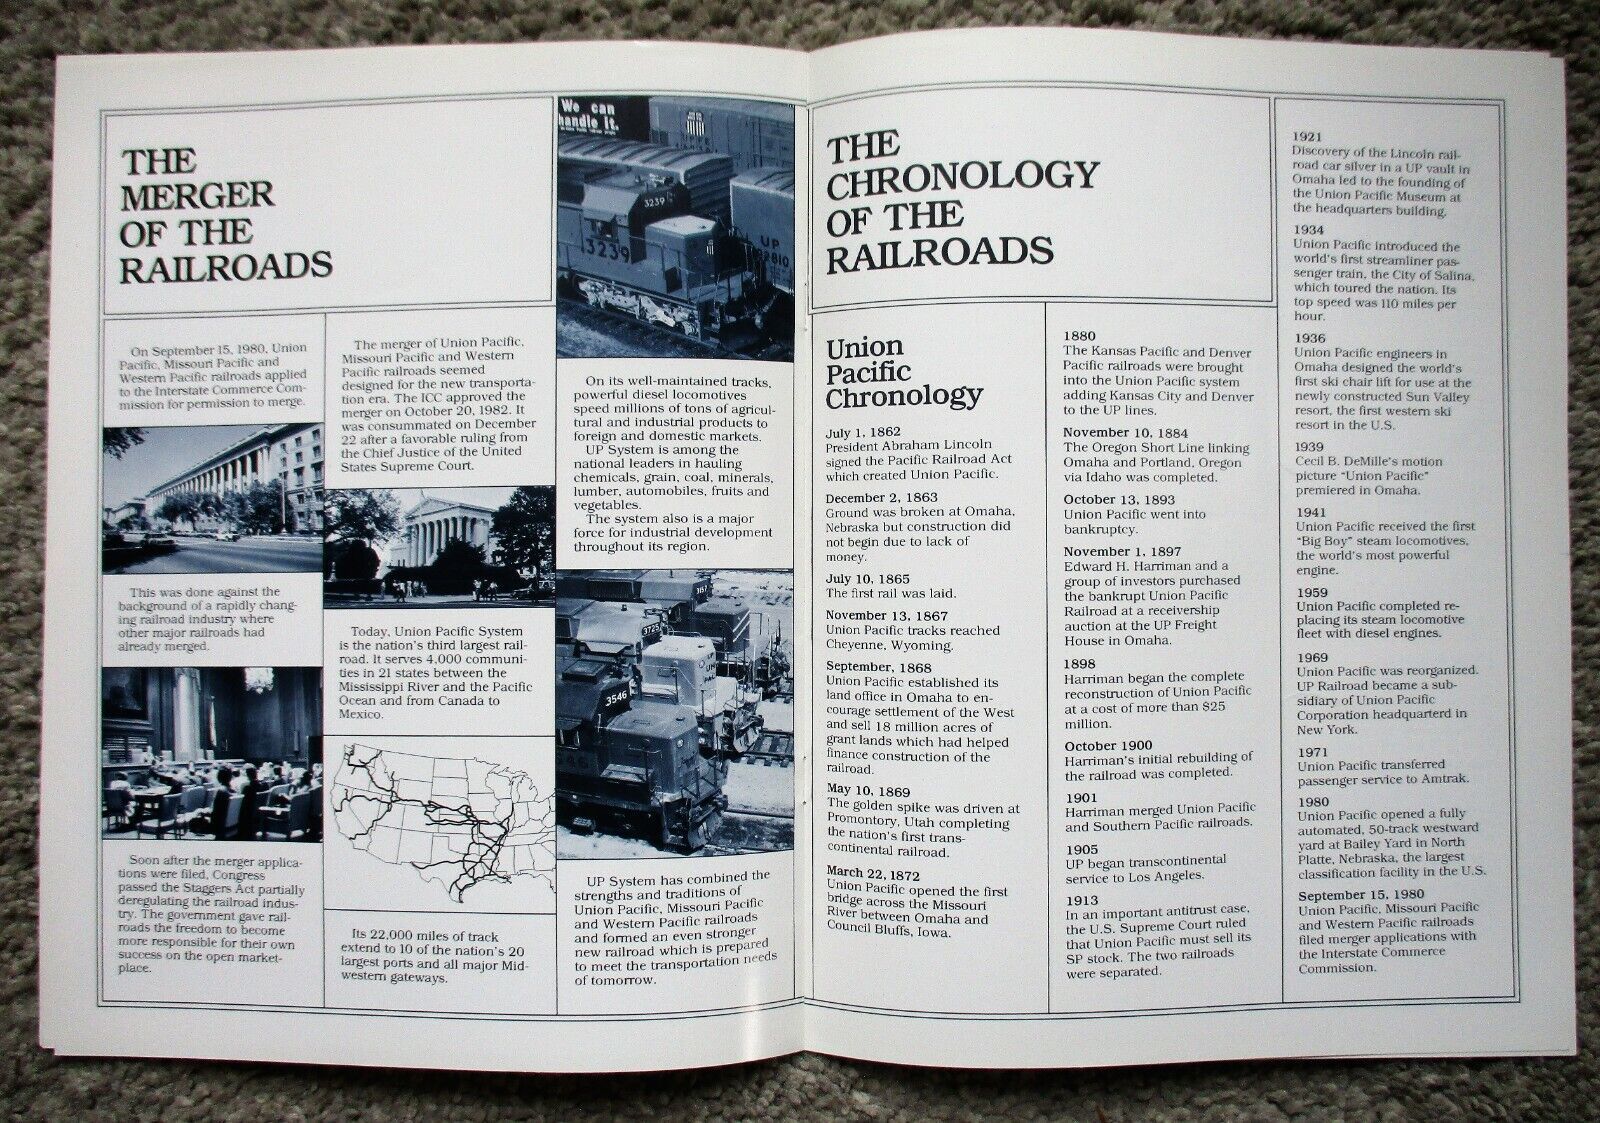 THE
MERGER
OF THE
RAILROADS
On September 15, 1980, Union
Pacific, Missouri Pacific and
Western Pacific railroads applied
to the Interstate Commerce Com-
mission for permission to merge.
This was done against the
background of a rapidly chang-
ing railroad industry where
other major railroads had
already merged.
Soon after the merger applica-
tions were filed, Congress
passed the Staggers Act partially
deregulating the railroad indus-
try. The government gave rail-
roads the freedom to become
more responsible for their own
success on the open market-
place.
The merger of Union Pacific,
Missouri Pacific and Western
Pacific railroads seemed
designed for the new transporta-
tion era. The ICC approved the
merger on October 20, 1982. It
was consummated on December
22 after a favorable ruling from
the Chief Justice of the United
States Supreme Court.
Today, Union Pacific System
is the nation's third largest rail-
road. It serves 4,000 communi-
ties in 21 states between the
Mississippi River and the Pacific
Ocean and from Canada to
Mexico.
Its 22,000 miles of track
extend to 10 of the nation's 20
largest ports and all major Mid-
western gateways.
We can
handle it.
3239
3239
UP
On its well-maintained tracks,
powerful diesel locomotives
speed millions of tons of agricul-
tural and industrial products to
foreign and domestic markets.
UP System is among the
national leaders in hauling
chemicals, grain, coal, minerals,
lumber, automobiles, fruits and
vegetables.
The system also is a major
force for industrial development
throughout its region.
3157
3725
3546
UP System has combined the
strengths and traditions of
Union Pacific, Missouri Pacific
and Western Pacific railroads
and formed an even stronger
new railroad which is prepared
to meet the transportation needs
of tomorrow.
THE
CHRONOLOGY
OF THE
RAILROADS
Union
Pacific
Chronology
July 1, 1862
President Abraham Lincoln
signed the Pacific Railroad Act
which created Union Pacific.
December 2, 1863
Ground was broken at Omaha,
Nebraska but construction did
not begin due to lack of
money.
July 10, 1865
The first rail was laid.
November 13, 1867
Union Pacific tracks reached
Cheyenne, Wyoming.
September, 1868
Union Pacific established its
land office in Omaha to en-
courage settlement of the West
and sell 18 million acres of
grant lands which had helped
finance construction of the
railroad.
May 10, 1869
The golden spike was driven at
Promontory, Utah completing
the nation's first trans-
continental railroad.
March 22, 1872
Union Pacific opened the first
bridge across the Missouri
River between Omaha and
Council Bluffs, Iowa.
1880
The Kansas Pacific and Denver
Pacific railroads were brought
into the Union Pacific system
adding Kansas City and Denver
to the UP lines.
November 10, 1884
The Oregon Short Line linking
Omaha and Portland, Oregon
via Idaho was completed.
October 13, 1893
Union Pacific went into
bankruptcy.
November 1, 1897
Edward H. Harriman and a
group of investors purchased
the bankrupt Union Pacific
Railroad at a receivership
auction at the UP Freight
House in Omaha.
1898
Harriman began the complete
reconstruction of Union Pacific
at a cost of more than $25
million.
October 1900
Harriman's initial rebuilding of
the railroad was completed.
1901
Harriman merged Union Pacific
and Southern Pacific railroads.
1905
UP began transcontinental
service to Los Angeles.
1913
In an important antitrust case,
the U.S. Supreme Court ruled
that Union Pacific must sell its
SP stock. The two railroads
were separated.
1921
Discovery of the Lincoln rail-
road car silver in a UP vault in
Omaha led to the founding of
the Union Pacific Museum at
the headquarters building.
1934
Union Pacific introduced the
world's first streamliner pas-
senger train, the City of Salina,
which toured the nation. Its
top speed was 110 miles per
hour.
1936
Union Pacific engineers in
Omaha designed the world's
first ski chair lift for use at the
newly constructed Sun Valley
resort, the first western ski
resort in the U.S.
1939
Cecil B. DeMille's motion
picture "Union Pacific"
premiered in Omaha.
1941
Union Pacific received the first
"Big Boy" steam locomotives,
the world's most powerful
engine.
1959
Union Pacific completed re-
placing its steam locomotive
fleet with diesel engines.
1969
Union Pacific was reorganized.
UP Railroad became a sub-
sidiary of Union Pacific
Corporation headquarterd in
New York.
1971
Union Pacific transferred
passenger service to Amtrak.
1980
Union Pacific opened a fully
automated, 50-track westward
yard at Bailey Yard in North
Platte, Nebraska, the largest
classification facility in the U.S.
September 15, 1980
Union Pacific, Missouri Pacific
and Western Pacific railroads
filed merger applications with
the Interstate Commerce
Commission.